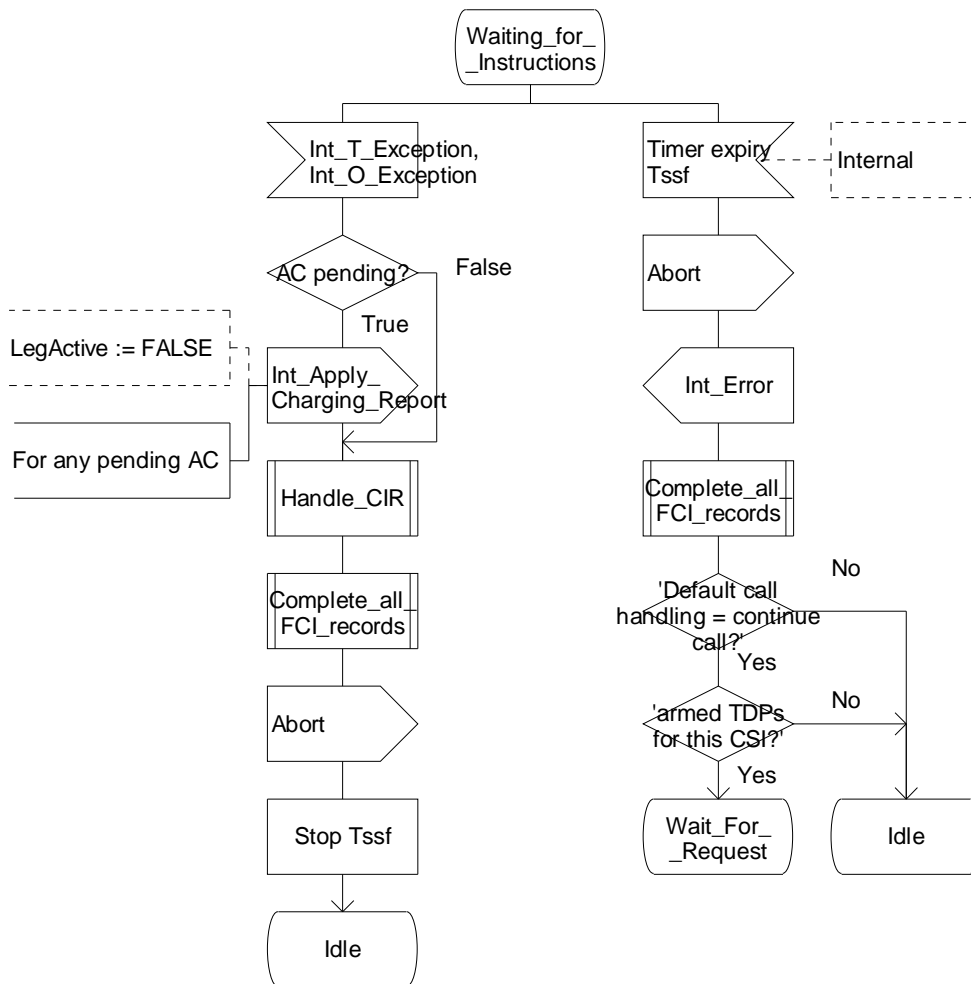 Waiting_for_
_Instructions
Int_T_Exception,
Int_O_Exception
Timer expiry
Tssf
Internal
AC pending?
False
Abort
True
LegActive := FALSE
Int_Apply_
Charging_Report
Int_Error
For any pending AC
Handle_CIR
Complete_all_
FCI_records
Complete_all_
FCI_records
'Default call
handling = continue
call?'
No
Yes
Abort
'armed TDPs
for this CSI?'
No
Yes
Stop Tssf
Wait_For_
_Request
Idle
Idle